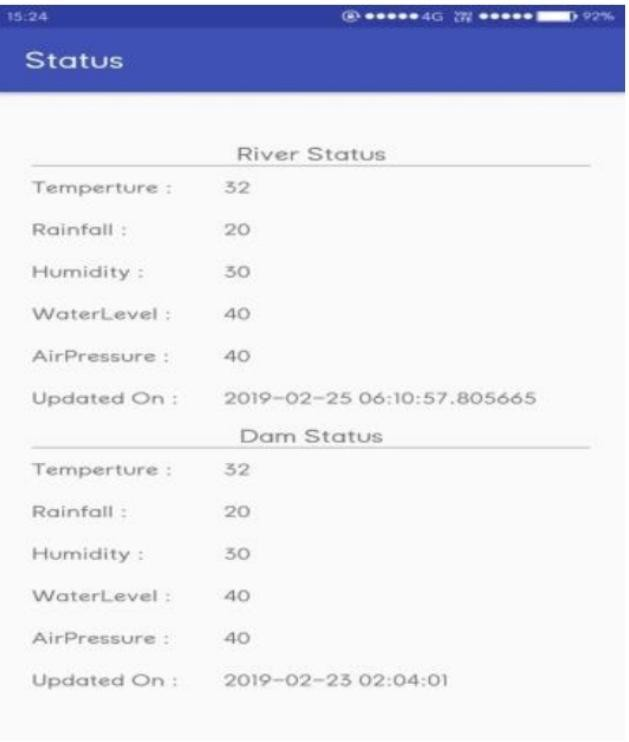 15:24 4G 92%
Status
River Status
Temperture : 32
Rainfall : 20
Humidity : 30
WaterLevel : 40
AirPressure : 40
Updated On : 2019-02-25 06:10:57.805665
Dam Status
Temperture : 32
Rainfall : 20
Humidity : 30
WaterLevel : 40
AirPressure : 40
Updated On : 2019-02-23 02:04:01